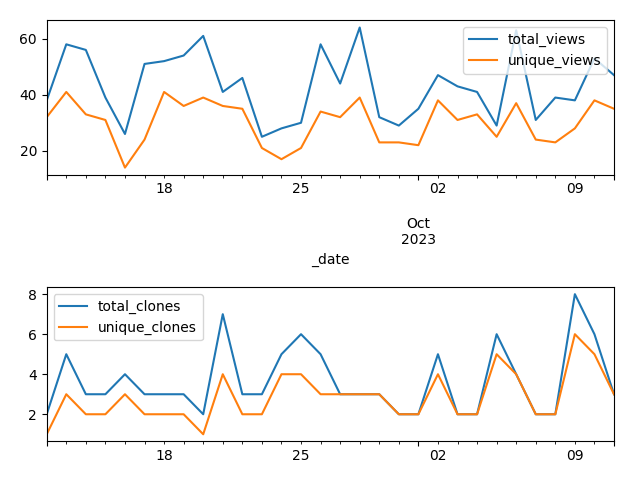 60
40
20
total_views
unique_views
18 25 02 09
Oct
2023
_date
8
6
4
2
total_clones
unique_clones
18 25 02 09